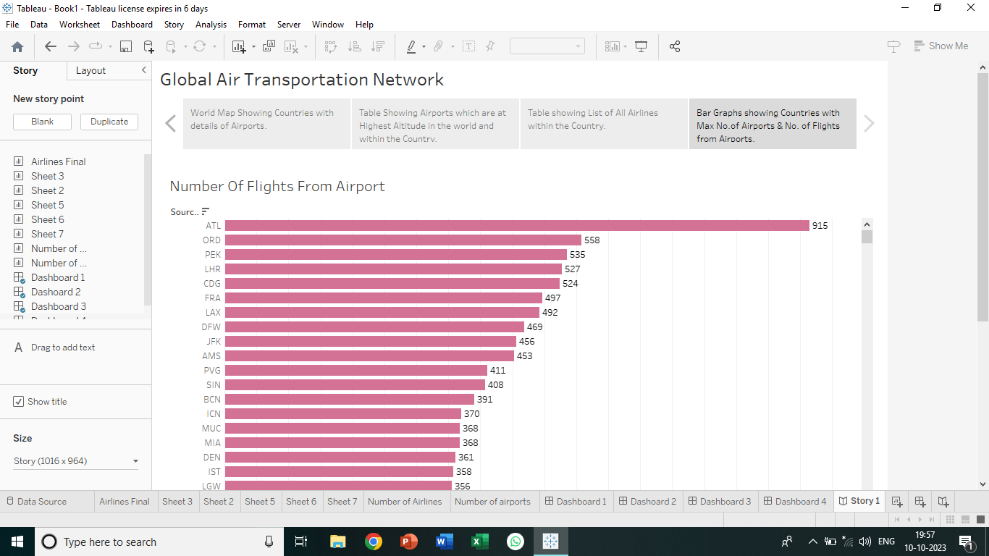 Tableau - Book1 - Tableau license expires in 6 days
File Data Worksheet Dashboard Story Analysis Format Server Window Help
Show Me
Story Layout
New story point
Blank Duplicate
Airlines Final
Sheet 3
Sheet 2
Sheet 5
Sheet 6
Sheet 7
Number of ...
Number of ...
Dashboard 1
Dashoard 2
Dashboard 3
A Drag to add text
Show title
Size
Story (1016 x 964)
Global Air Transportation Network
World Map Showing Countries with
details of Airports.
Table Showing Airports which are at
Highest Altitude in the world and
within the Country.
Table showing List of All Airlines
within the Country.
Bar Graphs showing Countries with
Max No.of Airports & No. of Flights
from Airports.
Number Of Flights From Airport
Sourc..
ATL 915
ORD 558
PEK 535
LHR 527
CDG 524
FRA 497
LAX 492
DFW 469
JFK 456
AMS 453
PVG 411
SIN 408
BCN 391
ICN 370
MUC 368
MIA 368
DEN 361
IST 358
LGW 356
Data Source Airlines Final Sheet 3 Sheet 2 Sheet 5 Sheet 6 Sheet 7 Number of Airlines Number of airports Dashboard 1 Dashoard 2 Dashboard 3 Dashboard 4 Story 1
Type here to search
ENG
19:57
10-10-2023
1